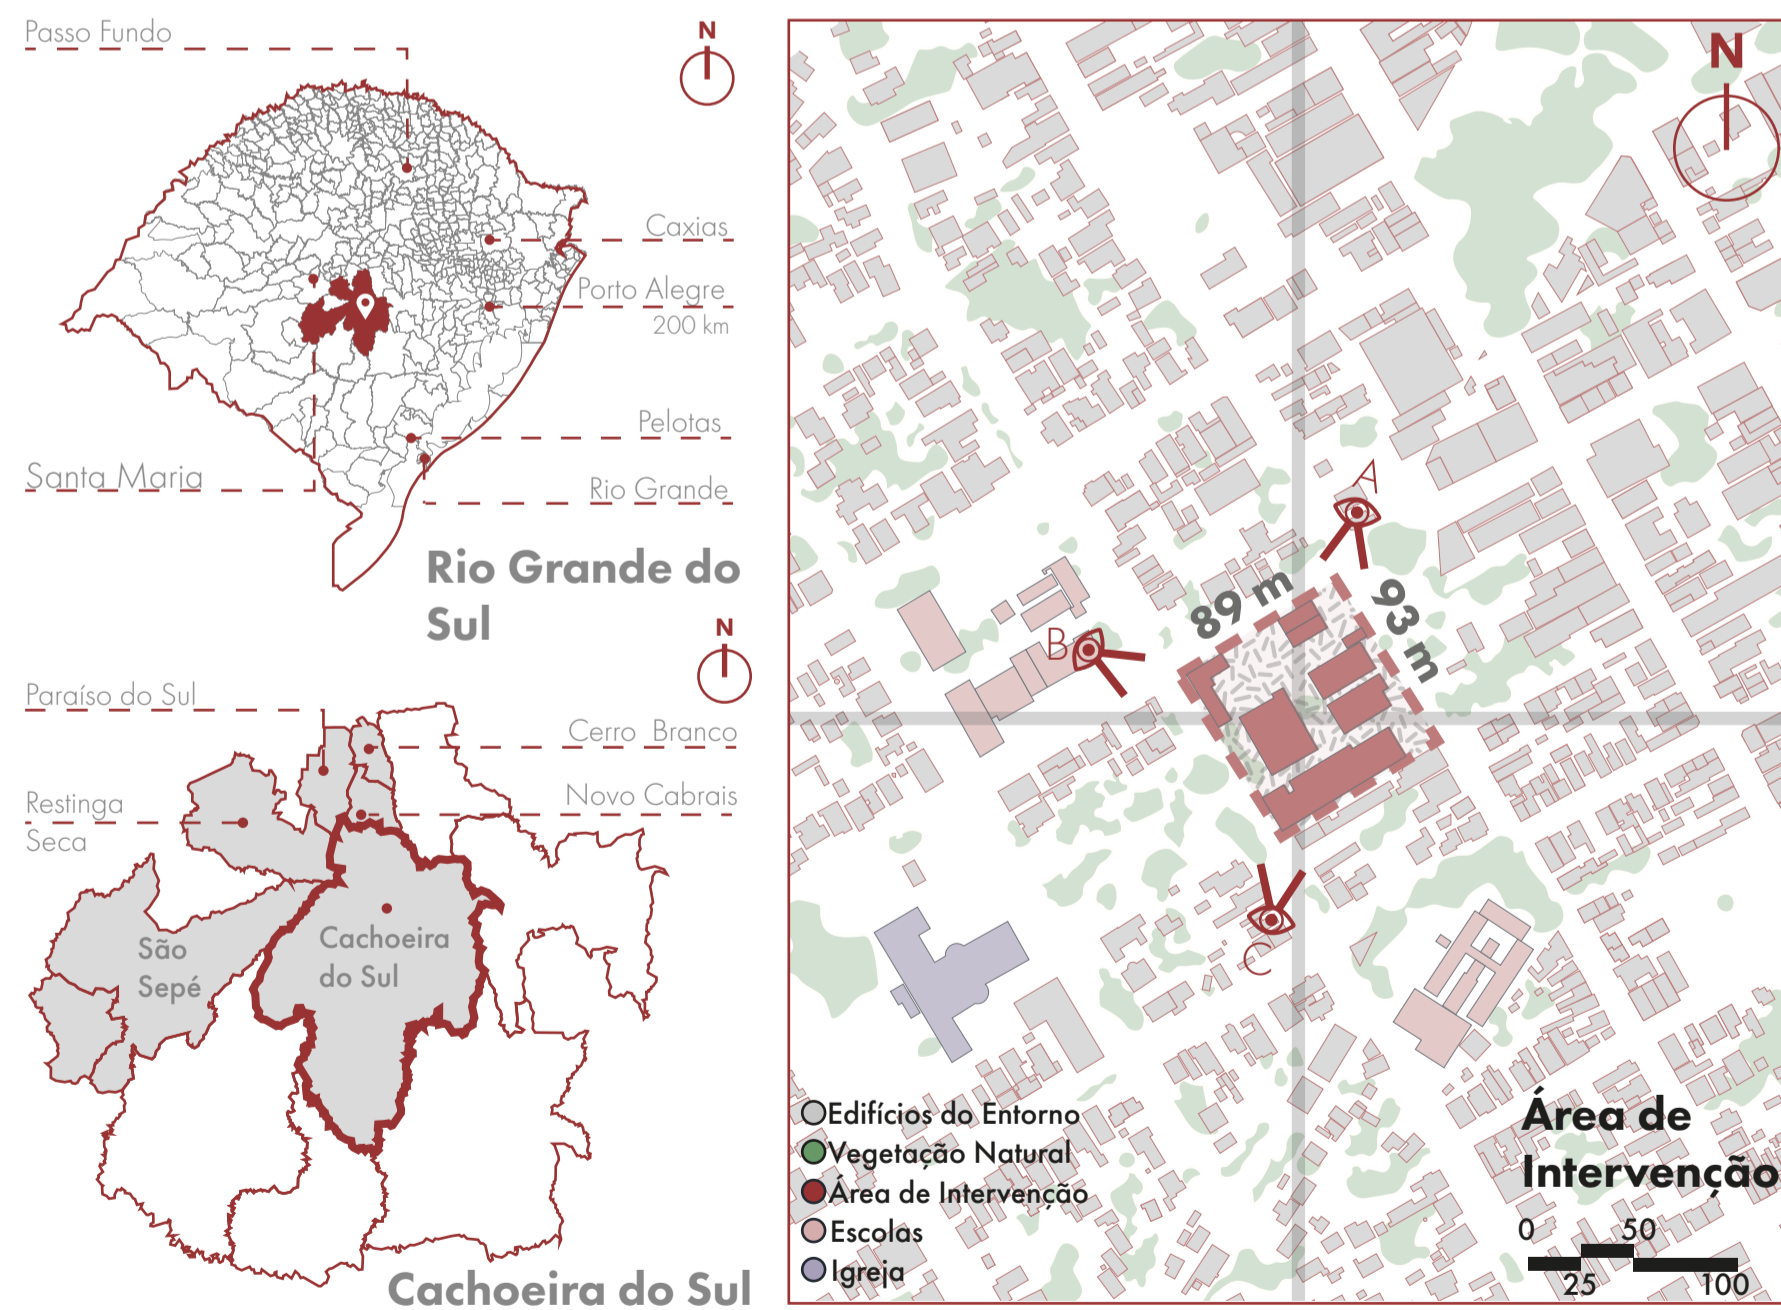 Passo Fundo
N
Caxias
Porto Alegre
200 km
Pelotas
Santa Maria
Rio Grande
Rio Grande do
Sul
N
Paraíso do Sul
Cerro Branco
Restinga
Seca
Novo Cabrais
São
Sepé
Cachoeira
do Sul
Cachoeira do Sul
N
A
89 m
93 m
B
C
Edifícios do Entorno
Vegetação Natural
Área de Intervenção
Escolas
Igreja
Área de
Intervenção
0 50
25 100